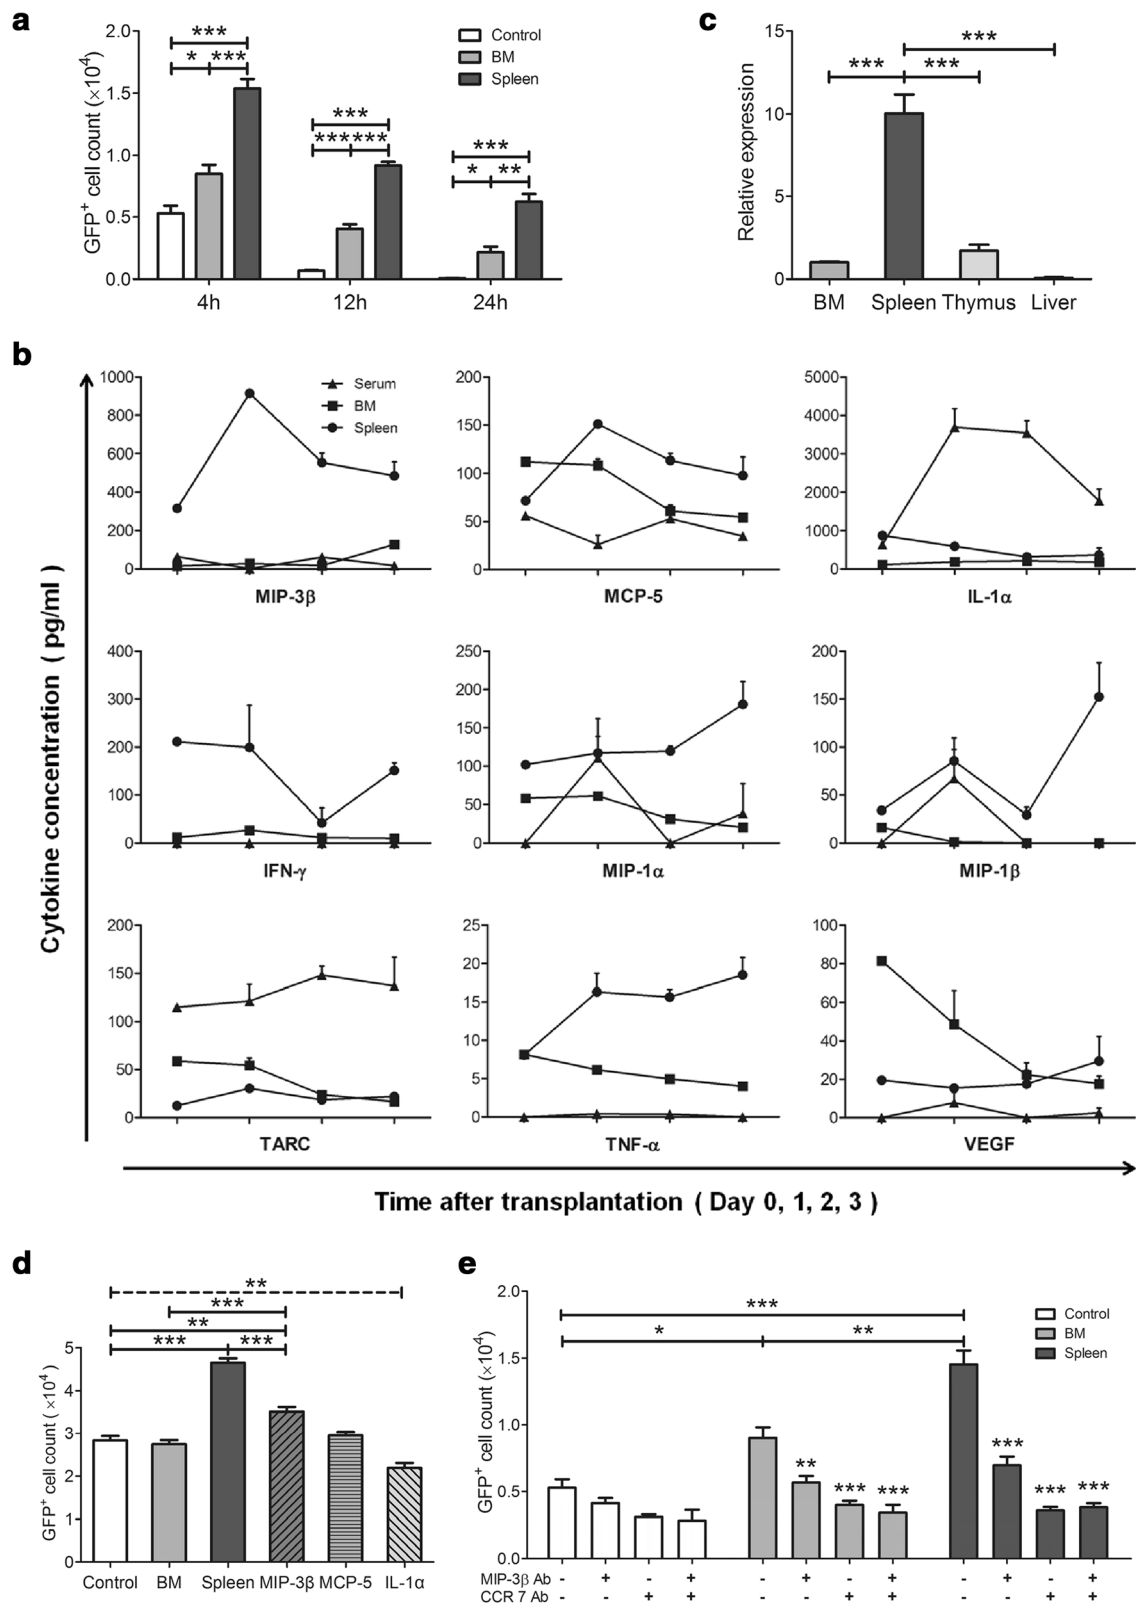 a
2.0
1.5
1.0
0.5
0.0
GFP+ cell count (×10⁴)
***
* ***
***
*** ***
***
* **
Control
BM
Spleen
4h 12h 24h
c
15
10
5
0
Relative expression
***
*** ***
BM Spleen Thymus Liver
b
Cytokine concentration ( pg/ml )
1000
800
600
400
200
0
Serum
BM
Spleen
MIP-3β
200
150
100
50
0
MCP-5
5000
4000
3000
2000
1000
0
IL-1α
400
300
200
100
0
IFN-γ
250
200
150
100
50
0
MIP-1α
200
150
100
50
0
MIP-1β
200
150
100
50
0
TARC
25
20
15
10
5
0
TNF-α
100
80
60
40
20
0
VEGF
Time after transplantation ( Day 0, 1, 2, 3 )
d
**
***
**
*** ***
5
4
3
2
1
0
GFP+ cell count ( ×10⁴)
Control BM Spleen MIP-3β MCP-5 IL-1α
e
2.0
1.5
1.0
0.5
0.0
GFP+ cell count (×10⁴)
***
* **
Control
BM
Spleen
** *** ***
*** *** ***
MIP-3β Ab - + - + - + - + - + - +
CCR 7 Ab - - + + - - + + - - + +